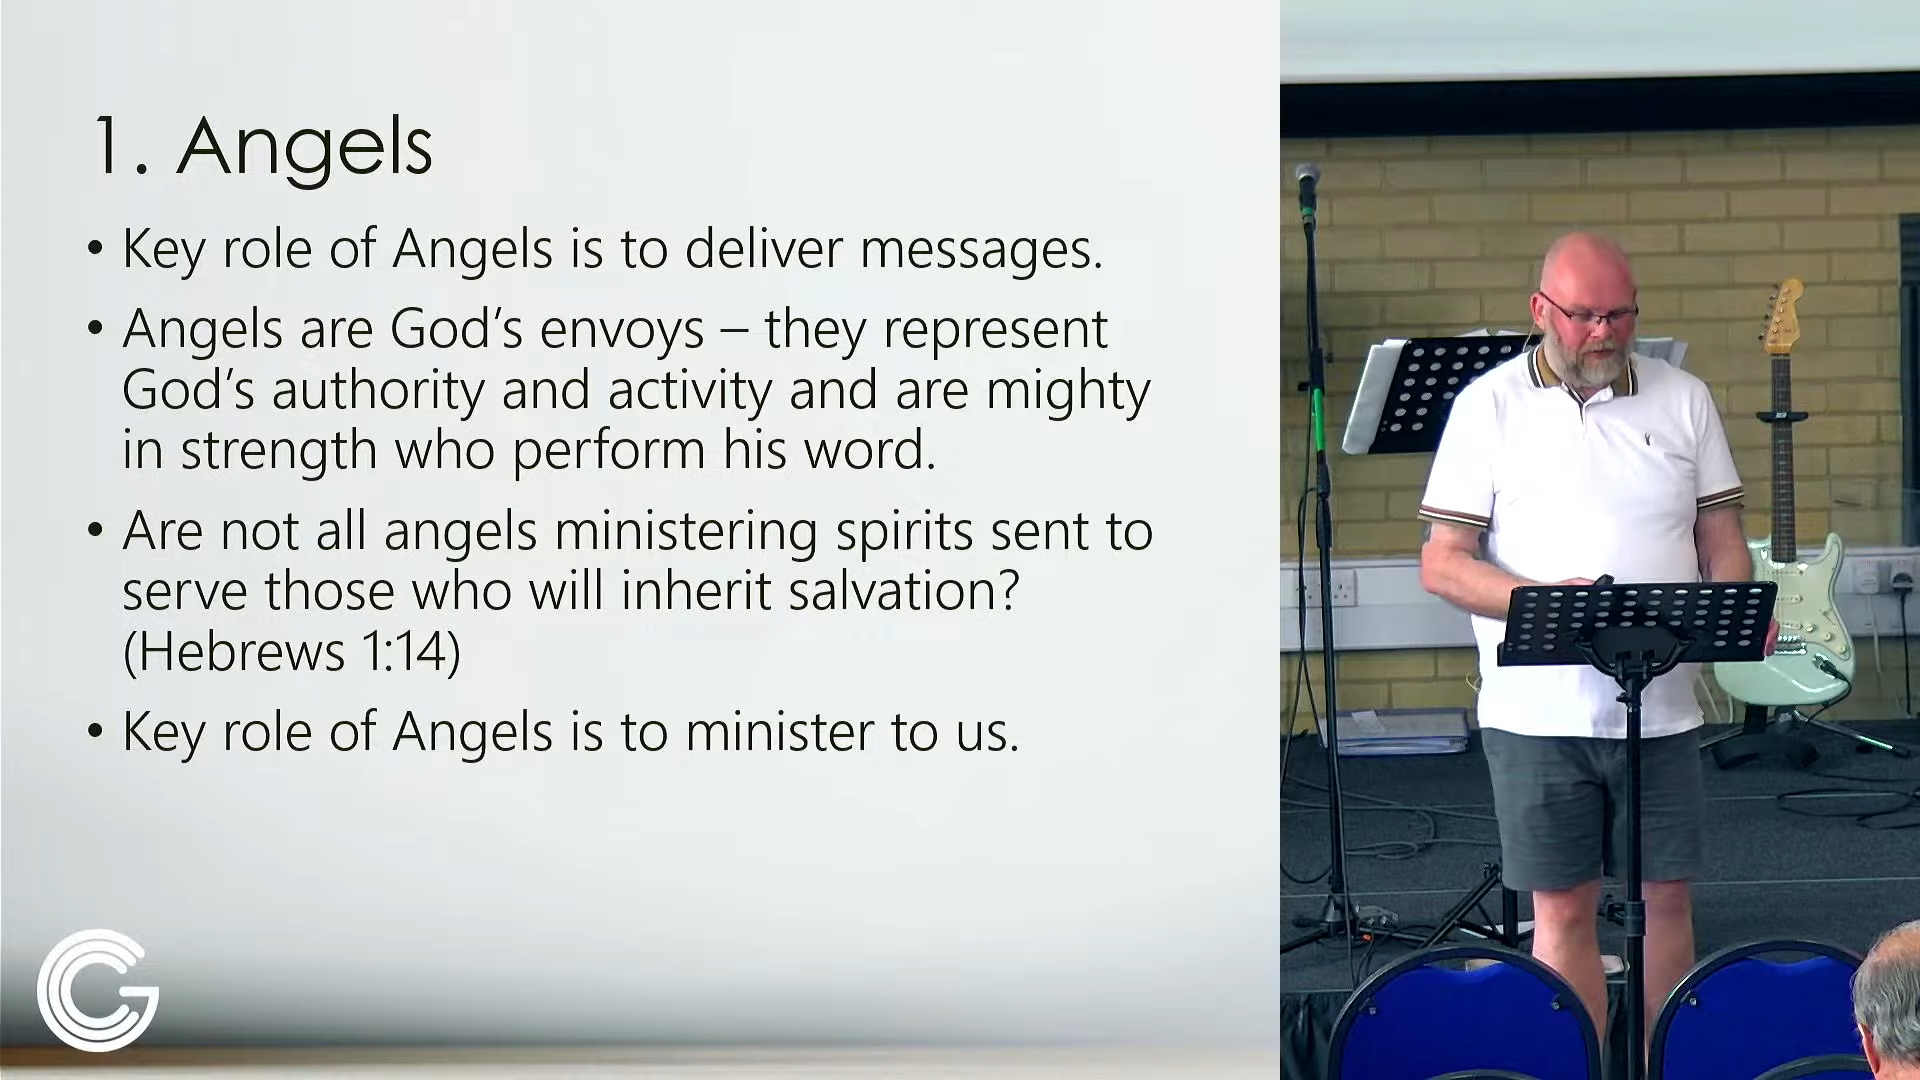 1. Angels
• Key role of Angels is to deliver messages.
• Angels are God's envoys – they represent
God's authority and activity and are mighty
in strength who perform his word.
• Are not all angels ministering spirits sent to
serve those who will inherit salvation?
(Hebrews 1:14)
• Key role of Angels is to minister to us.